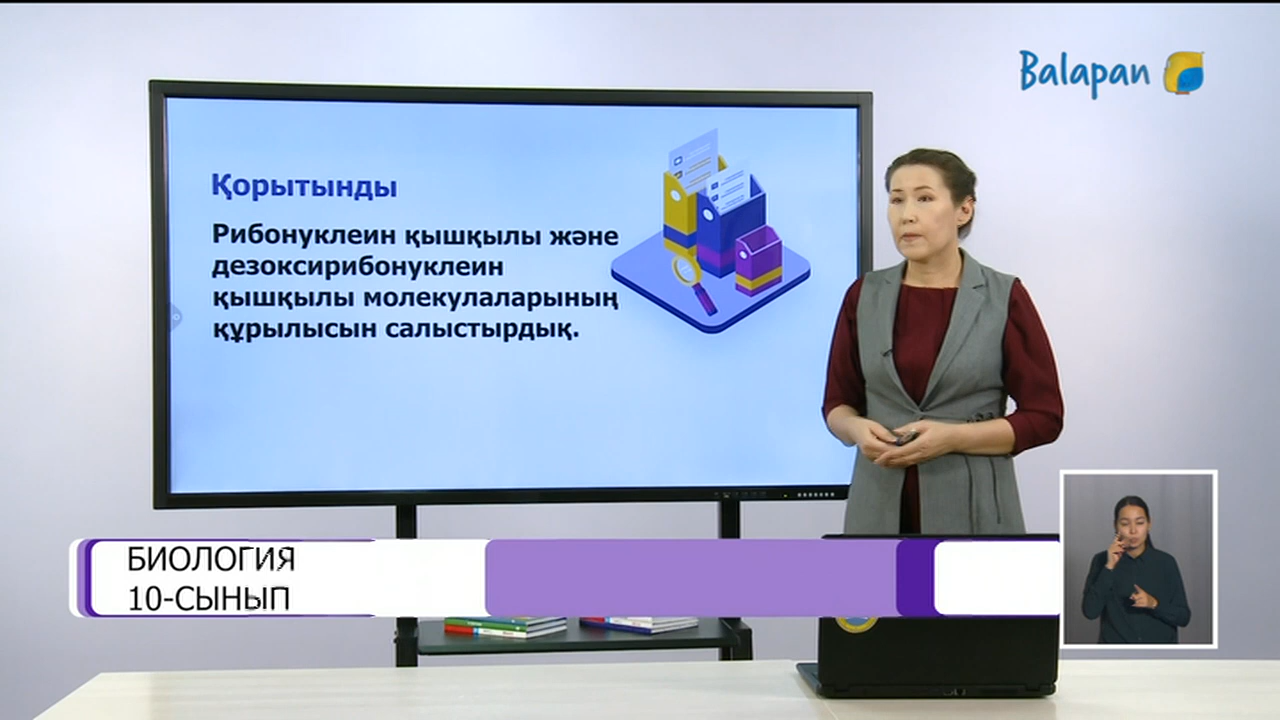 Balapan
Қорытынды
Рибонуклеин қышқылы және
дезоксирибонуклеин
қышқылы молекулаларының
құрылысын салыстырдық.
БИОЛОГИЯ
10-СЫНЫП